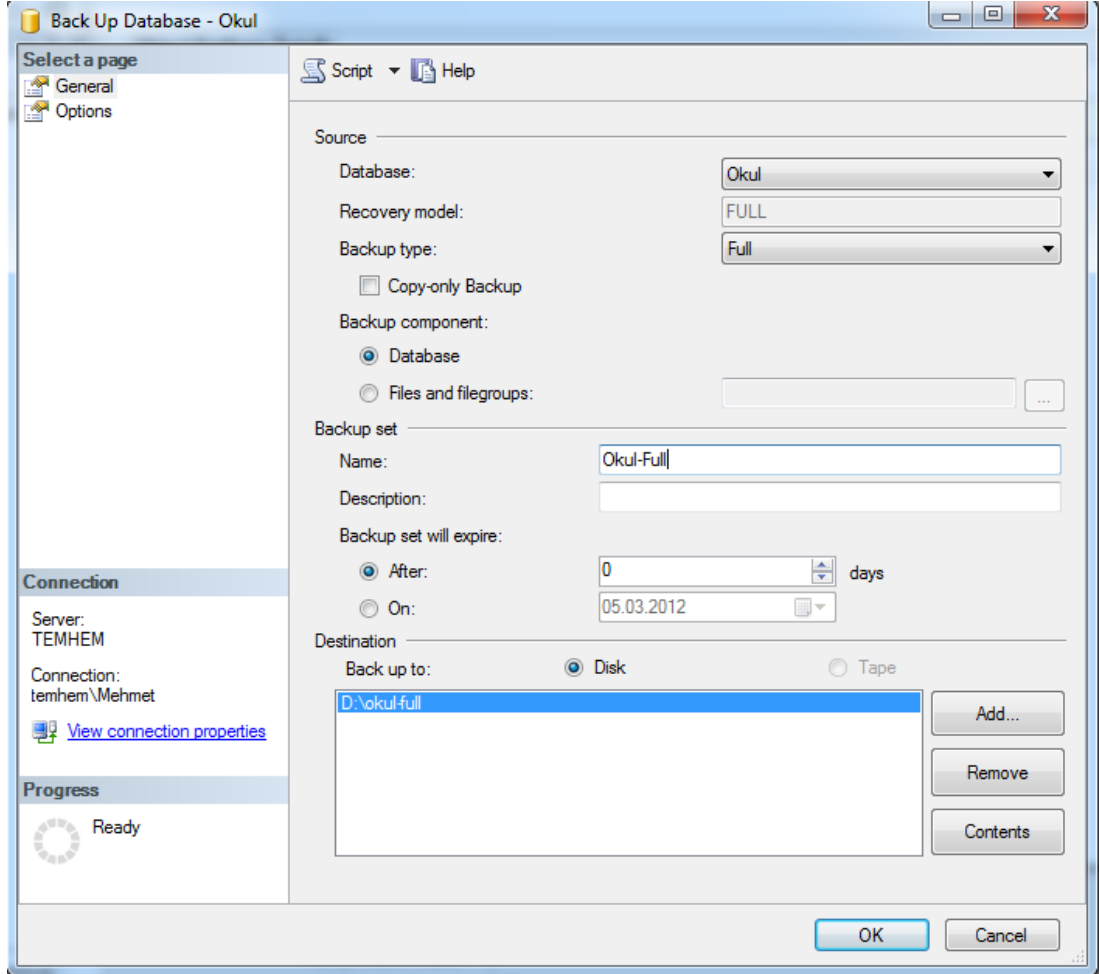 Back Up Database - Okul
Select a page
General
Options
Script
Help
Source
Database:
Okul
Recovery model:
FULL
Backup type:
Full
Copy-only Backup
Backup component:
Database
Files and filegroups:
...
Backup set
Name:
Okul-Full
Description:
Backup set will expire:
After:
0
days
On:
05.03.2012
Destination
Back up to:
Disk
Tape
D:\okul-full
Add...
Remove
Contents
Connection
Server:
TEMHEM
Connection:
temhem\Mehmet
View connection properties
Progress
Ready
OK
Cancel